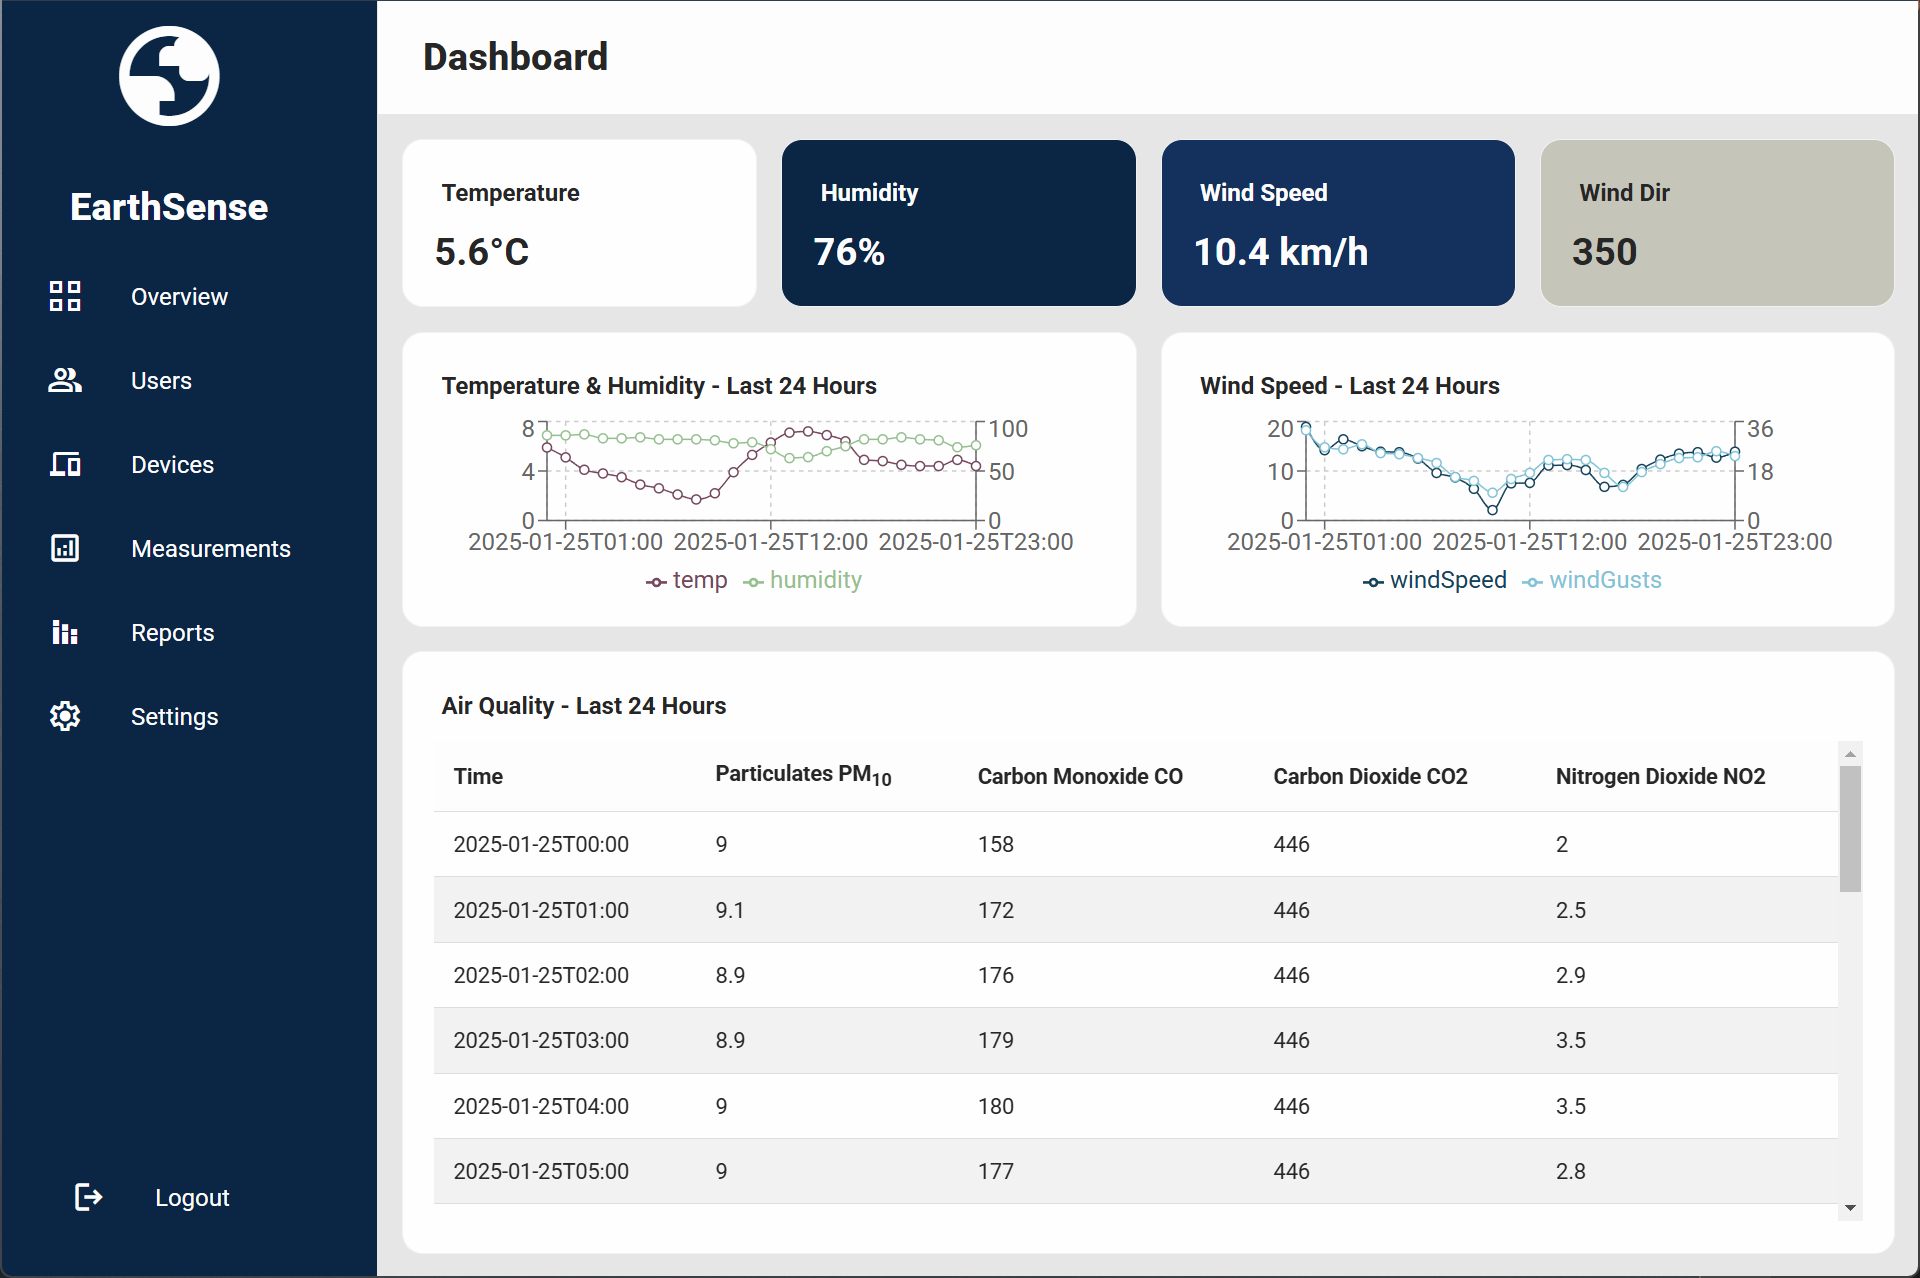 EarthSense
Overview
Users
Devices
Measurements
Reports
Settings
Logout
Dashboard
Temperature
5.6°C
Humidity
76%
Wind Speed
10.4 km/h
Wind Dir
350
Temperature & Humidity - Last 24 Hours
8
4
0
100
50
0
2025-01-25T01:00 2025-01-25T12:00 2025-01-25T23:00
temp humidity
Wind Speed - Last 24 Hours
20
10
0
36
18
0
2025-01-25T01:00 2025-01-25T12:00 2025-01-25T23:00
windSpeed windGusts
Air Quality - Last 24 Hours
Time Particulates PM10 Carbon Monoxide CO Carbon Dioxide CO2 Nitrogen Dioxide NO2
2025-01-25T00:00 9 158 446 2
2025-01-25T01:00 9.1 172 446 2.5
2025-01-25T02:00 8.9 176 446 2.9
2025-01-25T03:00 8.9 179 446 3.5
2025-01-25T04:00 9 180 446 3.5
2025-01-25T05:00 9 177 446 2.8